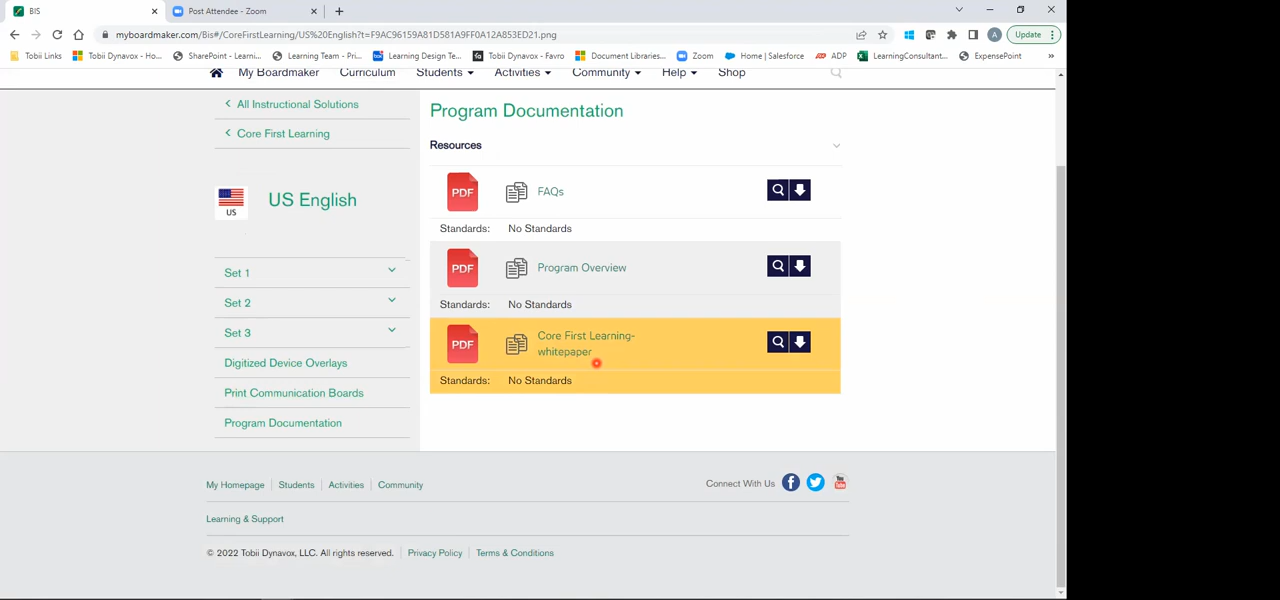 BIS
Post Attendee - Zoom
myboardmaker.com/Bis#/CoreFirstLearning/US%20English?t=F9AC96159A81D581A9FF0A12A853ED21.png
A
Update
Tobii Links
Tobii Dynavox - Ho...
SharePoint - Learni...
Learning Team - Pri...
Learning Design Te...
Tobii Dynavox - Favro
Document Libraries...
Zoom
Home | Salesforce
ADP
LearningConsultant...
ExpensePoint
»
My Boardmaker
Curriculum
Students
Activities
Community
Help
Shop
All Instructional Solutions
Core First Learning
US
US English
Set 1
Set 2
Set 3
Digitized Device Overlays
Print Communication Boards
Program Documentation
Program Documentation
Resources
PDF
FAQs
Standards: No Standards
PDF
Program Overview
Standards: No Standards
PDF
Core First Learning-
whitepaper
Standards: No Standards
My Homepage
Students
Activities
Community
Connect With Us
Learning & Support
© 2022 Tobii Dynavox, LLC. All rights reserved.
Privacy Policy
Terms & Conditions